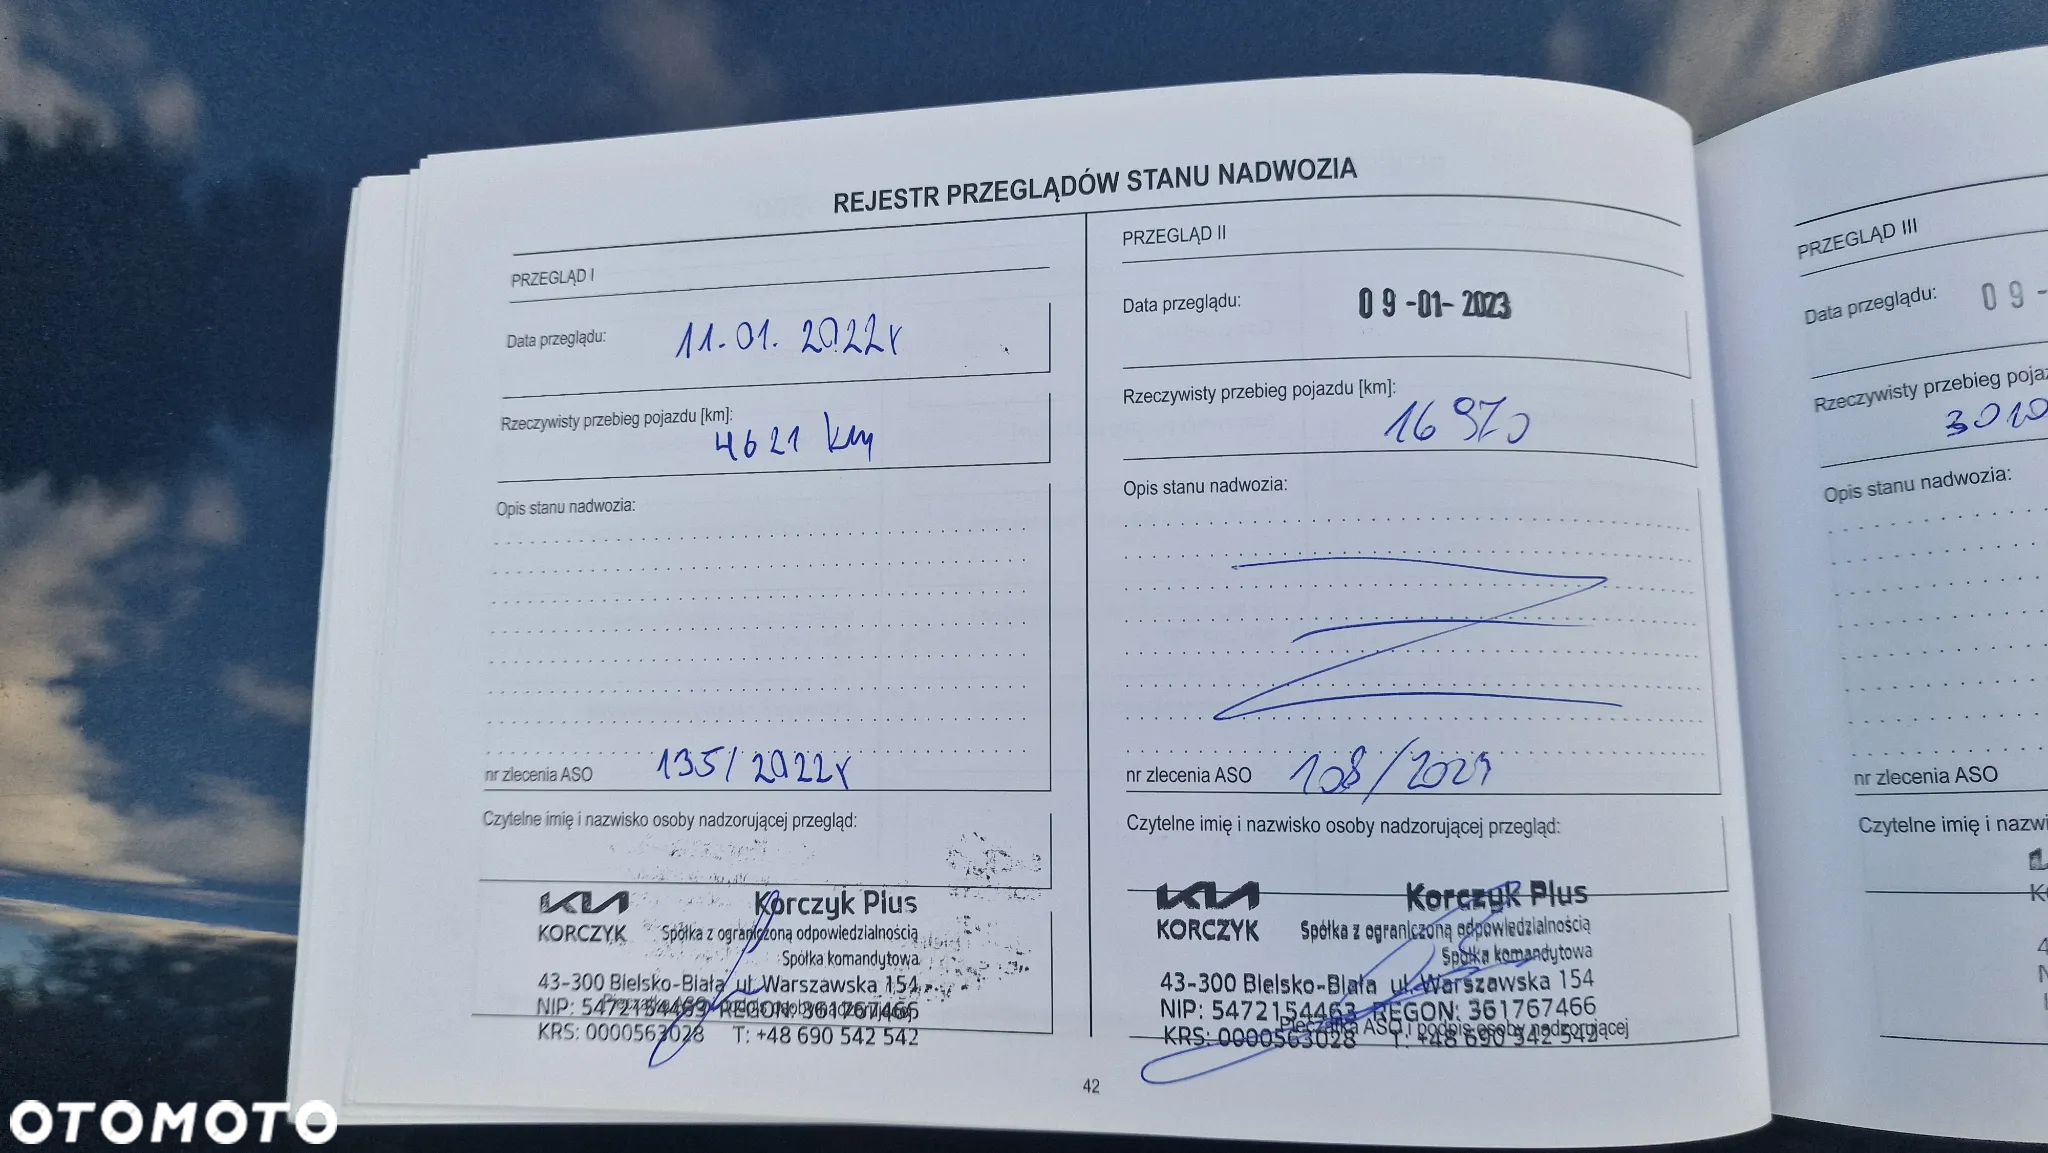 REJESTR PRZEGLĄDÓW STANU NADWOZIA
PRZEGLĄD I
Data przeglądu: 11.01.2022r
Rzeczywisty przebieg pojazdu [km]:
4621 km
Opis stanu nadwozia:
nr zlecenia ASO 135/2022r
Czytelne imię i nazwisko osoby nadzorującej przegląd:
KIA Korczyk Plus
KORCZYK Spółka z ograniczoną odpowiedzialnością
Spółka komandytowa
43-300 Bielsko-Biała ul. Warszawska 154
NIP: 5472154463 REGON: 361767466
KRS: 0000563028 T: +48 690 542 542
PRZEGLĄD II
Data przeglądu: 09-01-2023
Rzeczywisty przebieg pojazdu [km]:
Opis stanu nadwozia:
nr zlecenia ASO
Czytelne imię i nazwisko osoby nadzorującej przegląd:
KIA Korczyk Plus
KORCZYK Spółka z ograniczoną odpowiedzialnością
Spółka komandytowa
43-300 Bielsko-Biała ul. Warszawska 154
NIP: 5472154463 REGON: 361767466
Pieczątka ASO i podpis osoby nadzorującej
KRS: 0000563028 T: +48 690 542 542
42
PRZEGLĄD III
Data przeglądu: 09-
Rzeczywisty przebieg
3010
Opis stanu nadwozia:
nr zlecenia ASO
Czytelne imię i
OTOMOTO